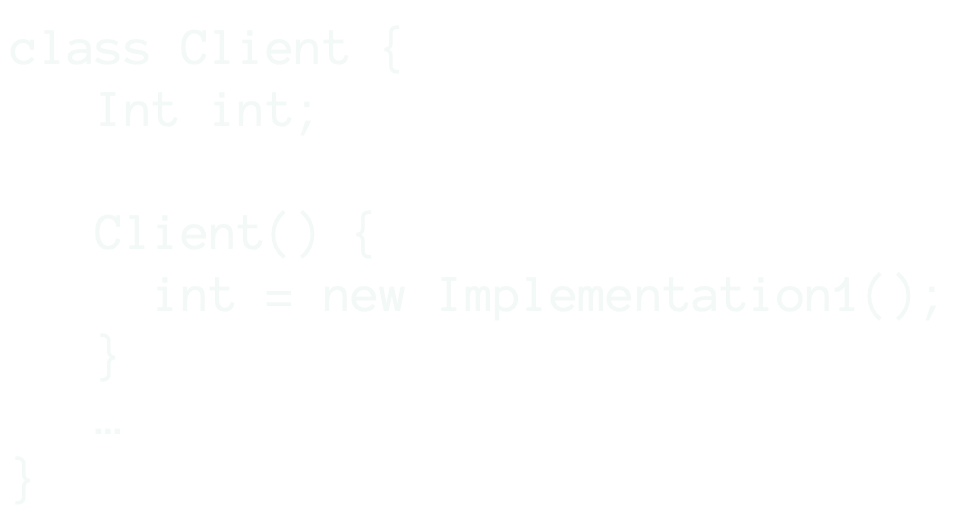 class Client {
Int int;
Client() {
int = new Implementation1();
}
…
}